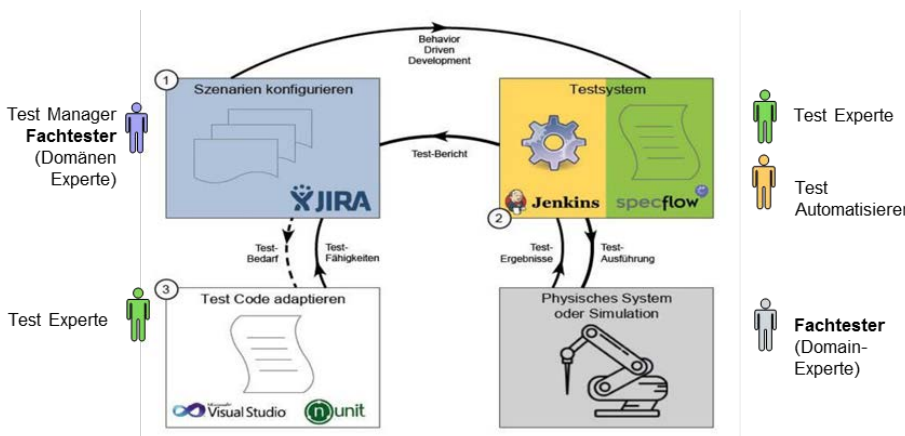 Behavior
Driven
Development
1
Szenarien konfigurieren
JIRA
Test Manager
Fachtester
(Domänen
Experte)
Testsystem
Jenkins
specflow
2
Test Experte
Test
Automatisierer
Test-Bericht
Test-
Bedarf
Test-
Fähigkeiten
Test-
Ergebnisse
Test-
Ausführung
3
Test Code adaptieren
Visual Studio
nunit
Test Experte
Physisches System
oder Simulation
Fachtester
(Domain-
Experte)